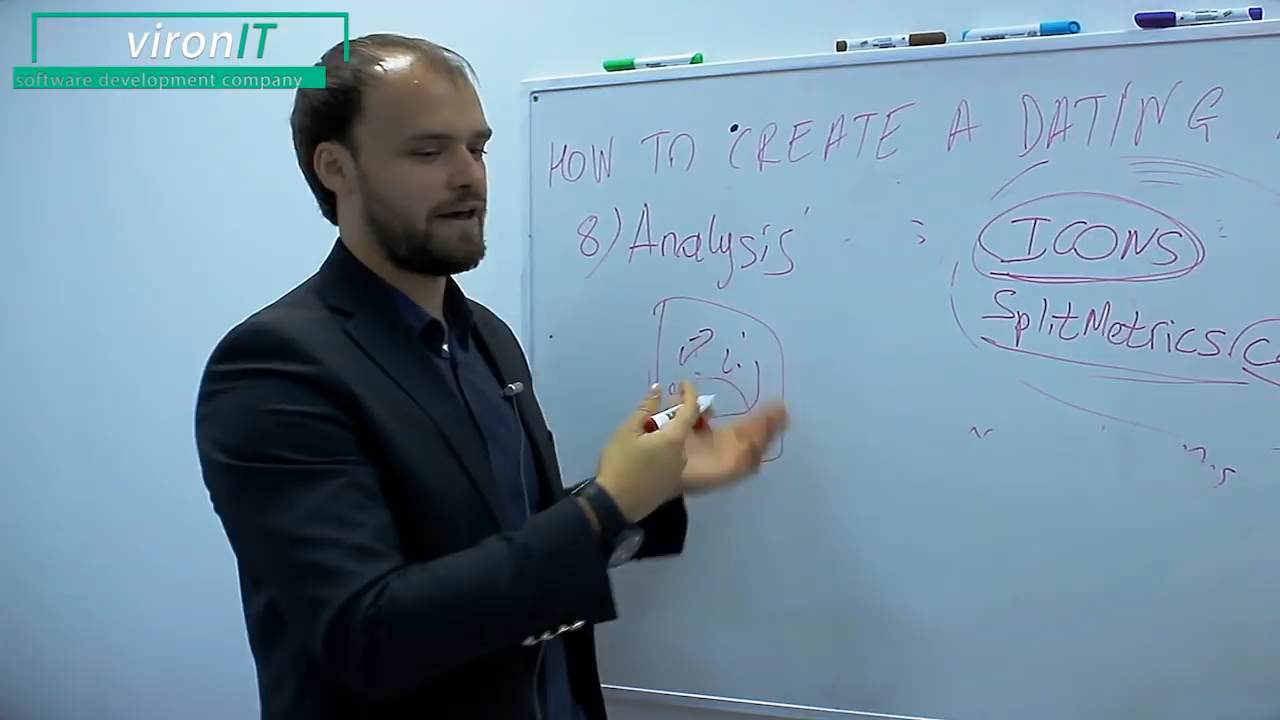 vironIT
software development company
HOW TO CREATE A DATING
8) Analysis
ICONS
SplitMetrics.